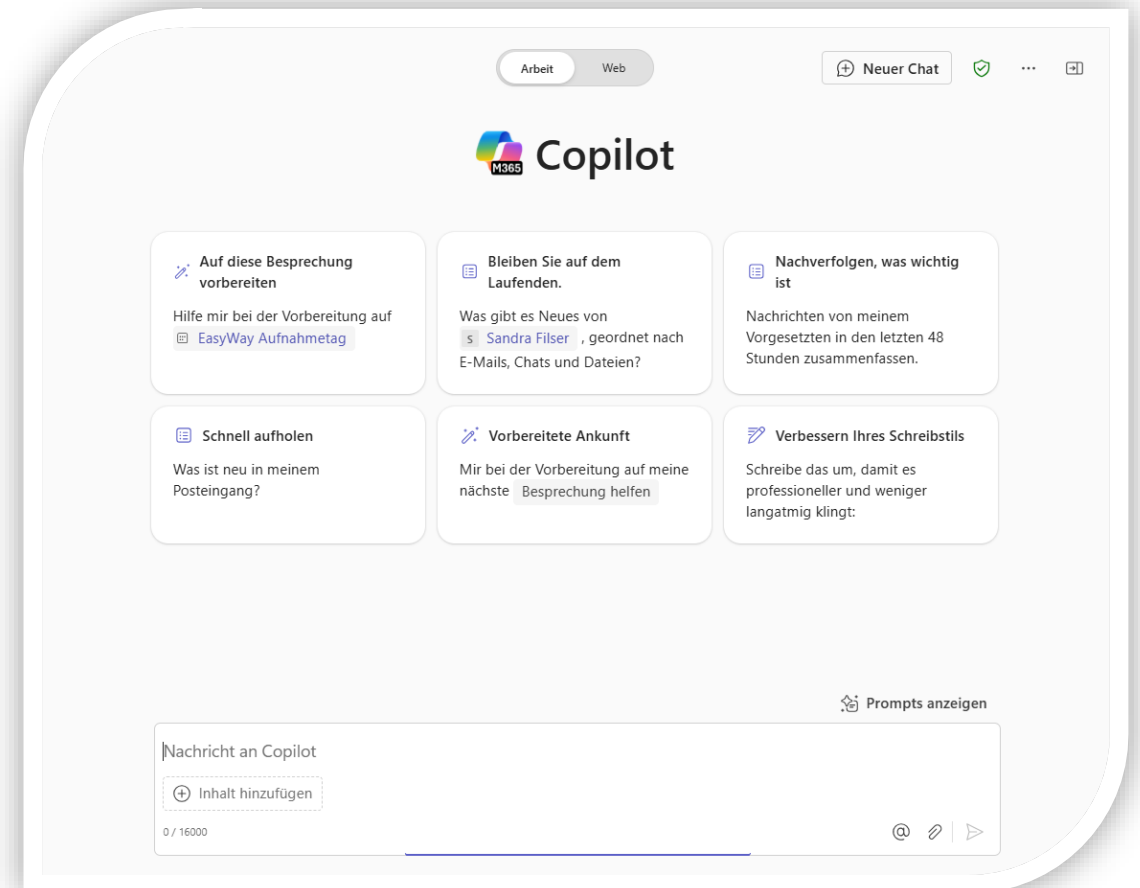 Arbeit
Web
Neuer Chat
M365
Copilot
Auf diese Besprechung
vorbereiten
Hilfe mir bei der Vorbereitung auf
EasyWay Aufnahmetag
Bleiben Sie auf dem
Laufenden.
Was gibt es Neues von
S Sandra Filser , geordnet nach
E-Mails, Chats und Dateien?
Nachverfolgen, was wichtig
ist
Nachrichten von meinem
Vorgesetzten in den letzten 48
Stunden zusammenfassen.
Schnell aufholen
Was ist neu in meinem
Posteingang?
Vorbereitete Ankunft
Mir bei der Vorbereitung auf meine
nächste Besprechung helfen
Verbessern Ihres Schreibstils
Schreibe das um, damit es
professioneller und weniger
langatmig klingt:
Prompts anzeigen
Nachricht an Copilot
Inhalt hinzufügen
0 / 16000